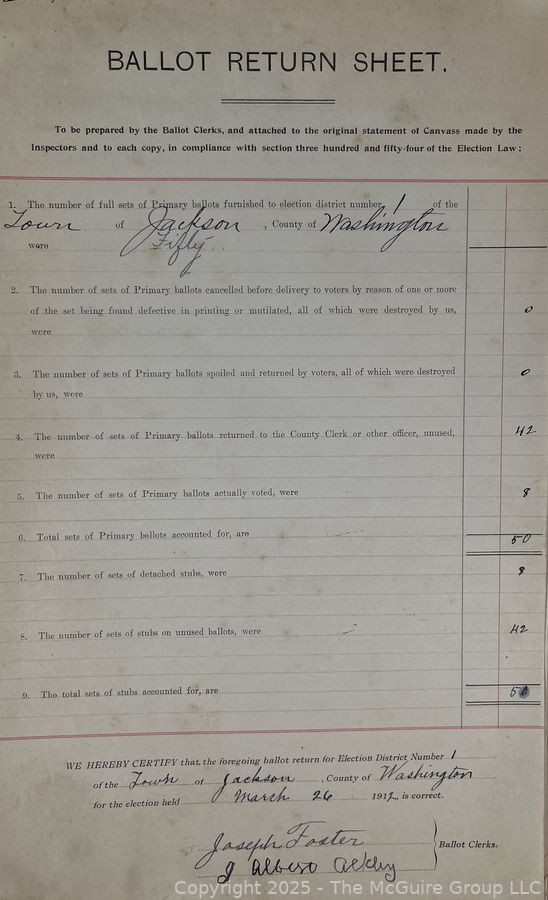 BALLOT RETURN SHEET.
To be prepared by the Ballot Clerks, and attached to the original statement of Canvass made by the
Inspectors and to each copy, in compliance with section three hundred and fifty-four of the Election Law:
1. The number of full sets of Primary ballots furnished to election district number 1 of the
Town of Jackson , County of Washington
were Fifty
2. The number of sets of Primary ballots cancelled before delivery to voters by reason of one or more
of the set being found defective in printing or mutilated, all of which were destroyed by us, 0
were
3. The number of sets of Primary ballots spoiled and returned by voters, all of which were destroyed 0
by us, were
4. The number of sets of Primary ballots returned to the County Clerk or other officer, unused, 42
were
5. The number of sets of Primary ballots actually voted, were 8
6. Total sets of Primary ballots accounted for, are 50
7. The number of sets of detached stubs, were 8
8. The number of sets of stubs on unused ballots, were 42
9. The total sets of stubs accounted for, are 50
WE HEREBY CERTIFY that the foregoing ballot return for Election District Number 1
of the Town of Jackson , County of Washington
for the election held March 26 1912, is correct.
Joseph Foster
J Albert
Ballot Clerks.
Copyright 2025 - The McGuire Group LLC